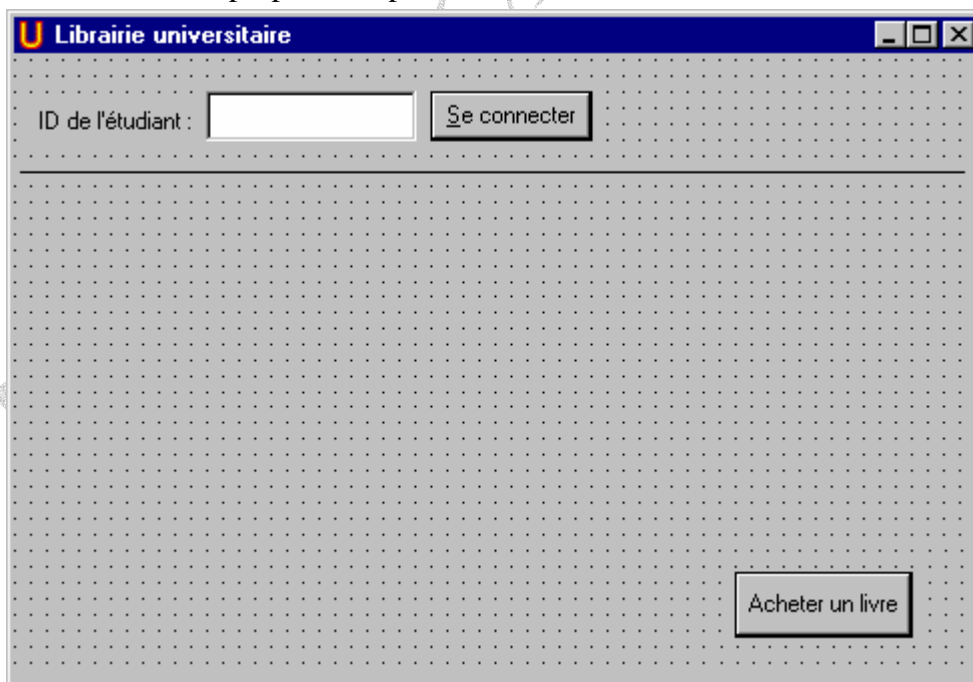 U Librairie universitaire
ID de l'étudiant :
Se connecter
Acheter un livre